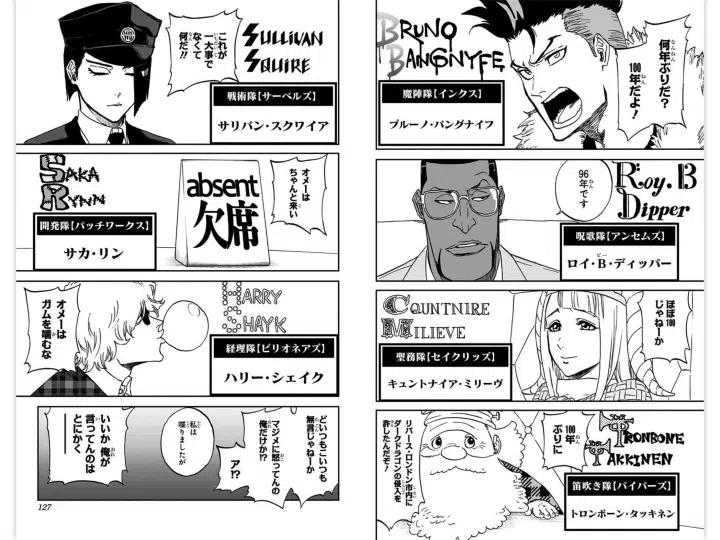 BRUNO
BANGNYFE
何年ぶりだ?
100年だよ!
魔陣隊【インクス】
ブルーノ・バングナイフ
96年です
ROY.B
DIPPER
呪歌隊【アンセムズ】
ロイ・B・ディッパー
COUNTNIRE
MILIEVE
ほぼ100
じゃねーか
聖務隊【セイクリッズ】
キュントナイア・ミリーヴ
TRONBONE
TAKKINEN
100年
ぶりに
リバース・ロンドン市内に
ダークドラゴンの侵入を
許したんだぞ!
笛吹き隊【パイパーズ】
トロンボーン・タッキネン
SULLIVAN
SQUIRE
これが
一大事で
なくて
何だ!!
戦術隊【サーベルズ】
サリバン・スクワイア
SAKA
RYNN
オメーは
ちゃんと来い
absent
欠席
開発隊【パッチワークス】
サカ・リン
HARRY
SHAYK
オメーは
ガムを噛むな
経理隊【ビリオネアズ】
ハリー・シェイク
どいつもこいつも
無言じゃねーか
マジメに怒ってんの
俺だけか!?
ア!?
私は
喋りましたが
いいか 俺が
言ってんのは
とにかく
127